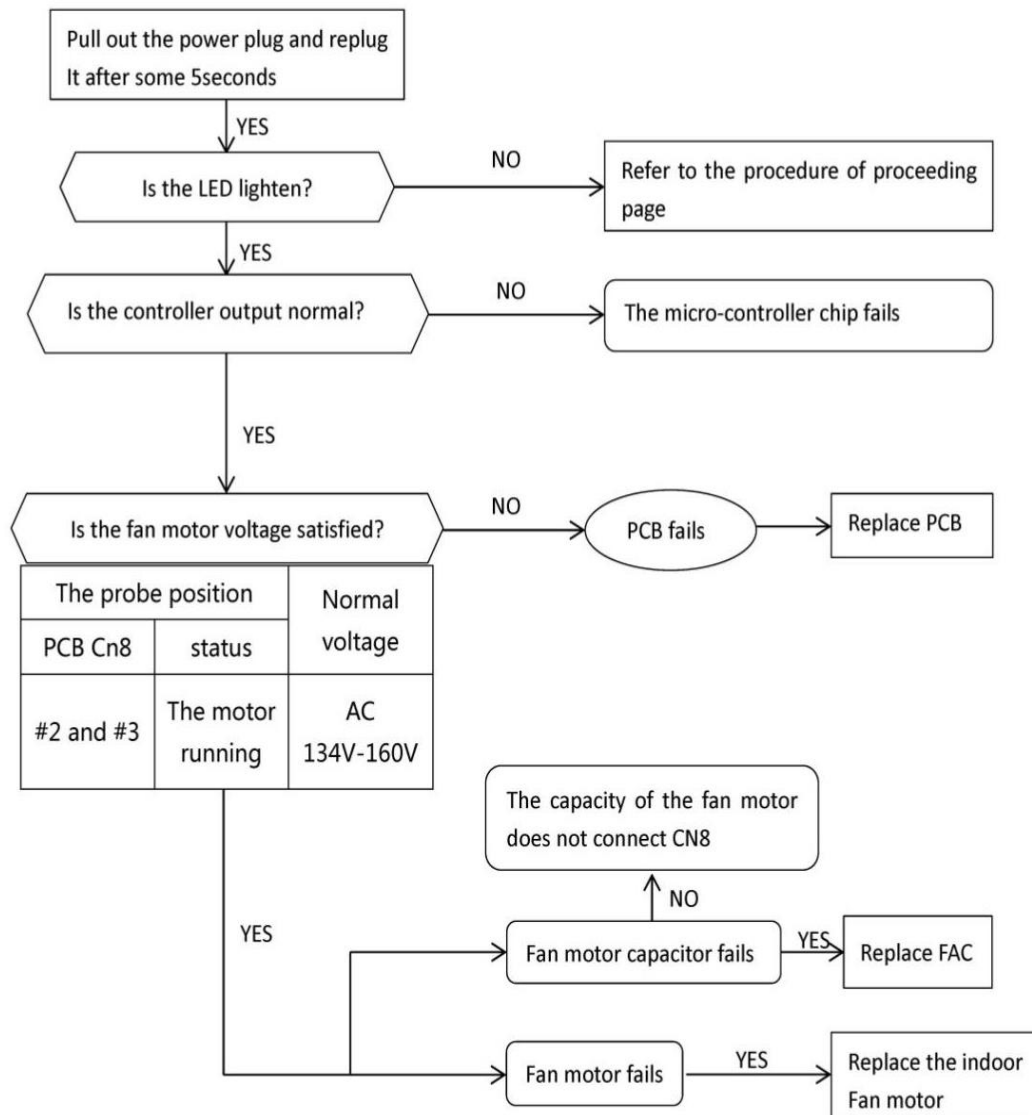 Pull out the power plug and replug
It after some 5seconds
YES
Is the LED lighten?
NO
Refer to the procedure of proceeding
page
YES
Is the controller output normal?
NO
The micro-controller chip fails
YES
Is the fan motor voltage satisfied?
NO
PCB fails
Replace PCB
The probe position
Normal
voltage
PCB Cn8
status
#2 and #3
The motor
running
AC
134V-160V
The capacity of the fan motor
does not connect CN8
NO
YES
Fan motor capacitor fails
YES
Replace FAC
Fan motor fails
YES
Replace the indoor
Fan motor